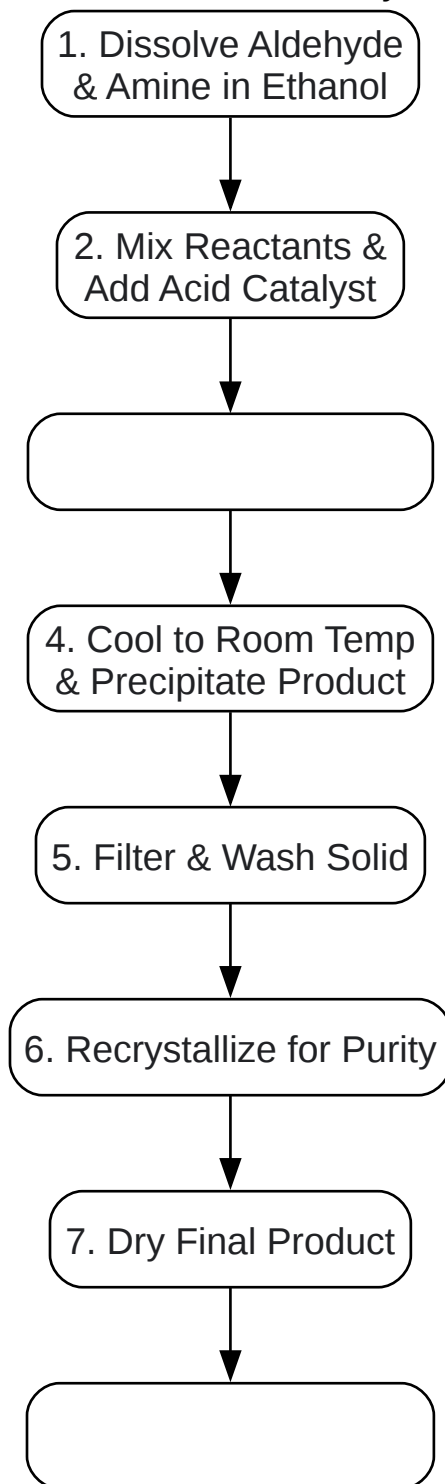 1. Dissolve Aldehyde
& Amine in Ethanol
2. Mix Reactants &
Add Acid Catalyst
4. Cool to Room Temp
& Precipitate Product
5. Filter & Wash Solid
6. Recrystallize for Purity
7. Dry Final Product